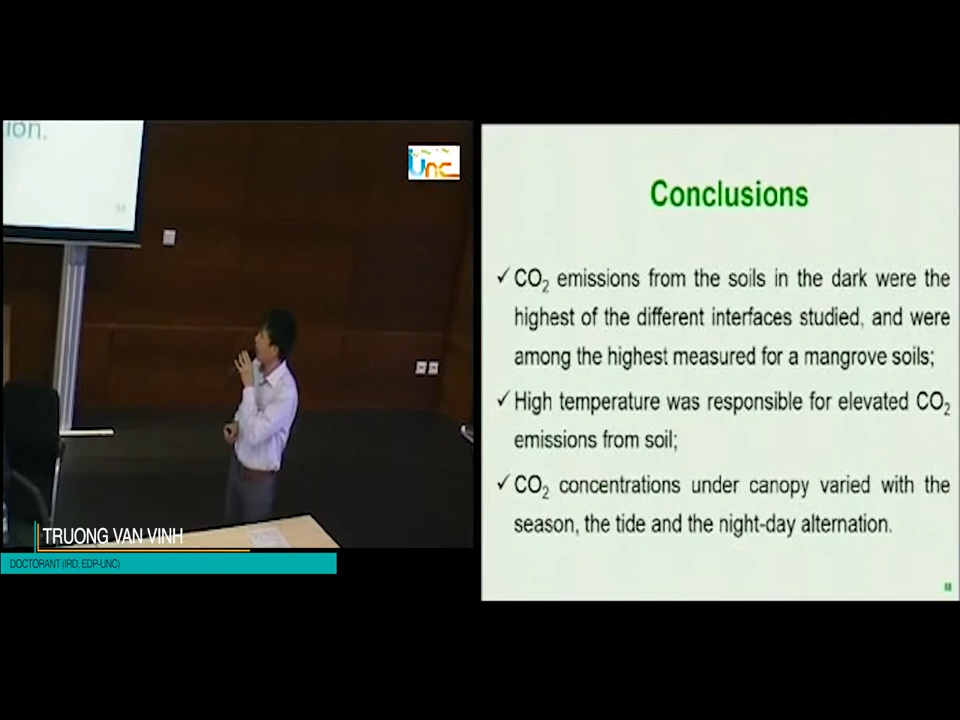 ion.
Unc
TRUONG VAN VINH
DOCTORANT (IRD, EDP-UNC)
Conclusions
✓ CO₂ emissions from the soils in the dark were the
highest of the different interfaces studied, and were
among the highest measured for a mangrove soils;
✓ High temperature was responsible for elevated CO₂
emissions from soil;
✓ CO₂ concentrations under canopy varied with the
season, the tide and the night-day alternation.